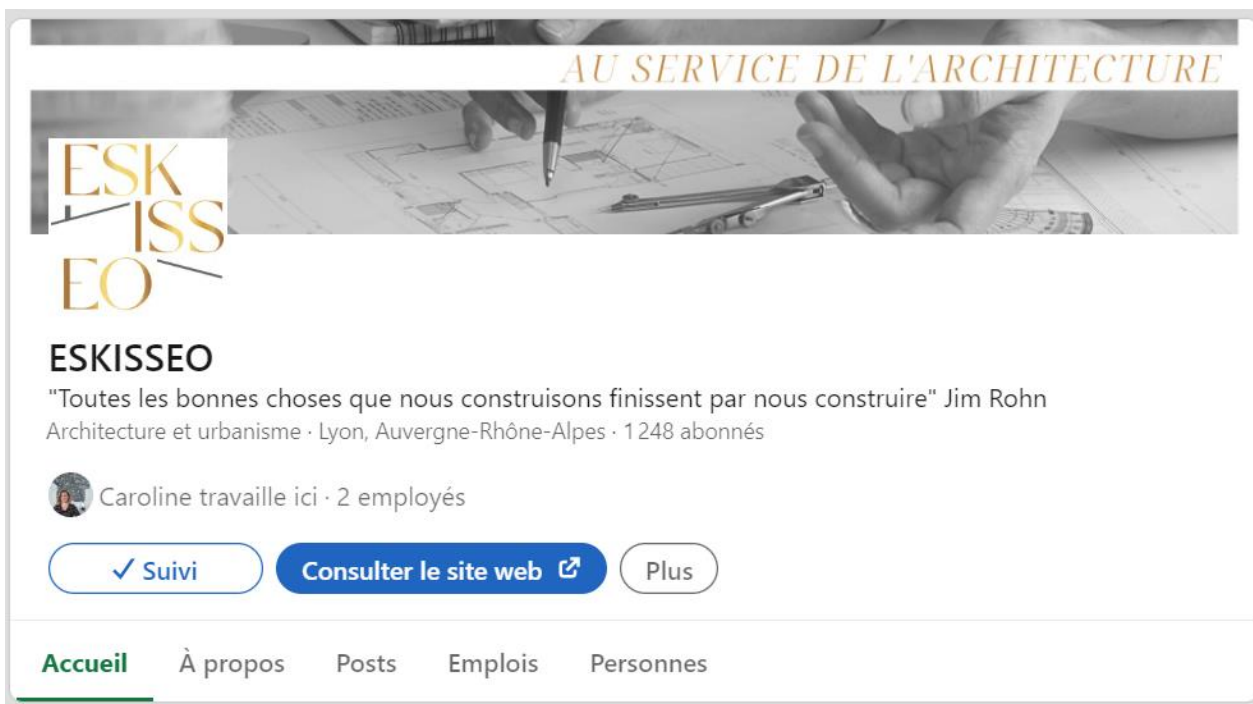 AU SERVICE DE L'ARCHITECTURE
ESK
ISS
EO
ESKISSEO
"Toutes les bonnes choses que nous construisons finissent par nous construire" Jim Rohn
Architecture et urbanisme · Lyon, Auvergne-Rhône-Alpes · 1 248 abonnés
Caroline travaille ici · 2 employés
Suivi
Consulter le site web
Plus
Accueil
À propos
Posts
Emplois
Personnes